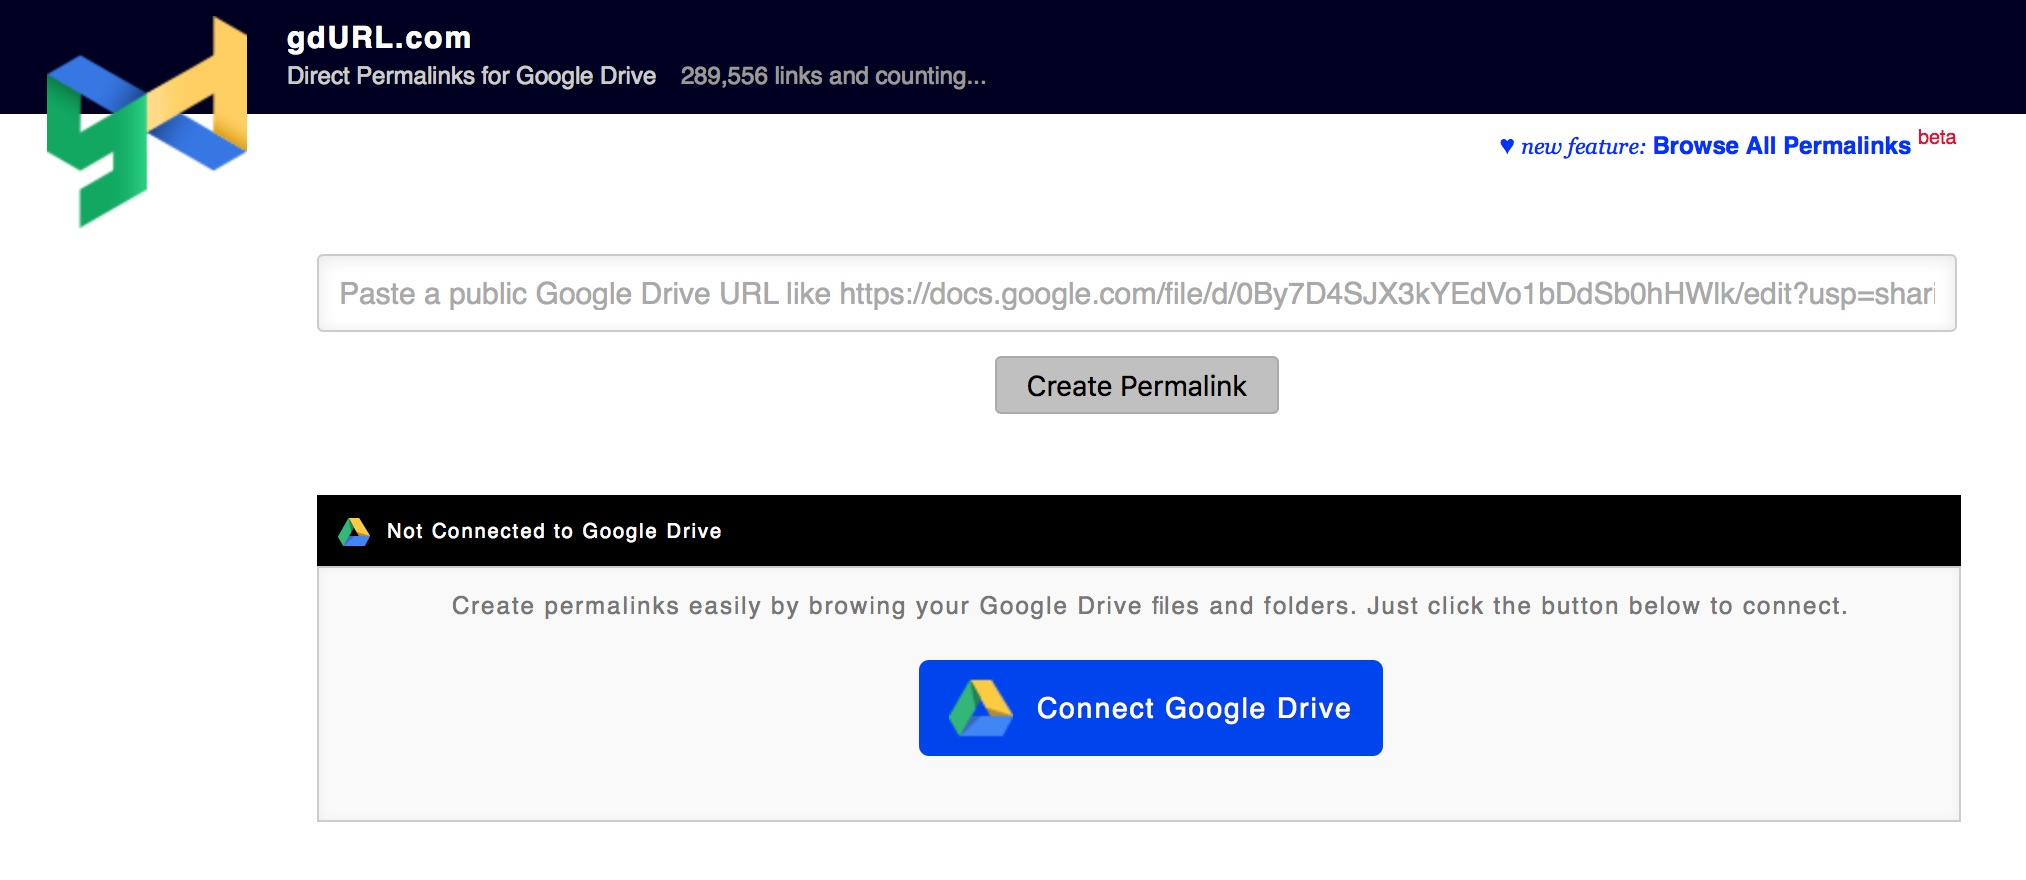 gdURL.com
Direct Permalinks for Google Drive 289,556 links and counting...
♥ new feature: Browse All Permalinks beta
Paste a public Google Drive URL like https://docs.google.com/file/d/0By7D4SJX3kYEdVo1bDdSb0hHWlk/edit?usp=shari
Create Permalink
Not Connected to Google Drive
Create permalinks easily by browing your Google Drive files and folders. Just click the button below to connect.
Connect Google Drive